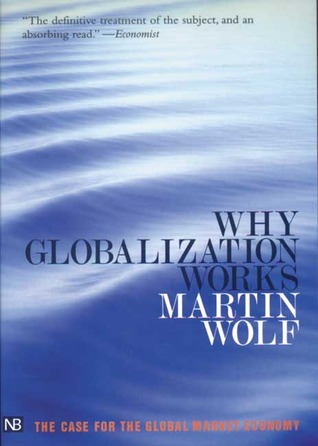 "The definitive treatment of the subject, and an
absorbing read." —Economist
WHY
GLOBALIZATION
WORKS
MARTIN
WOLF
NB
THE CASE FOR THE GLOBAL MARKET ECONOMY